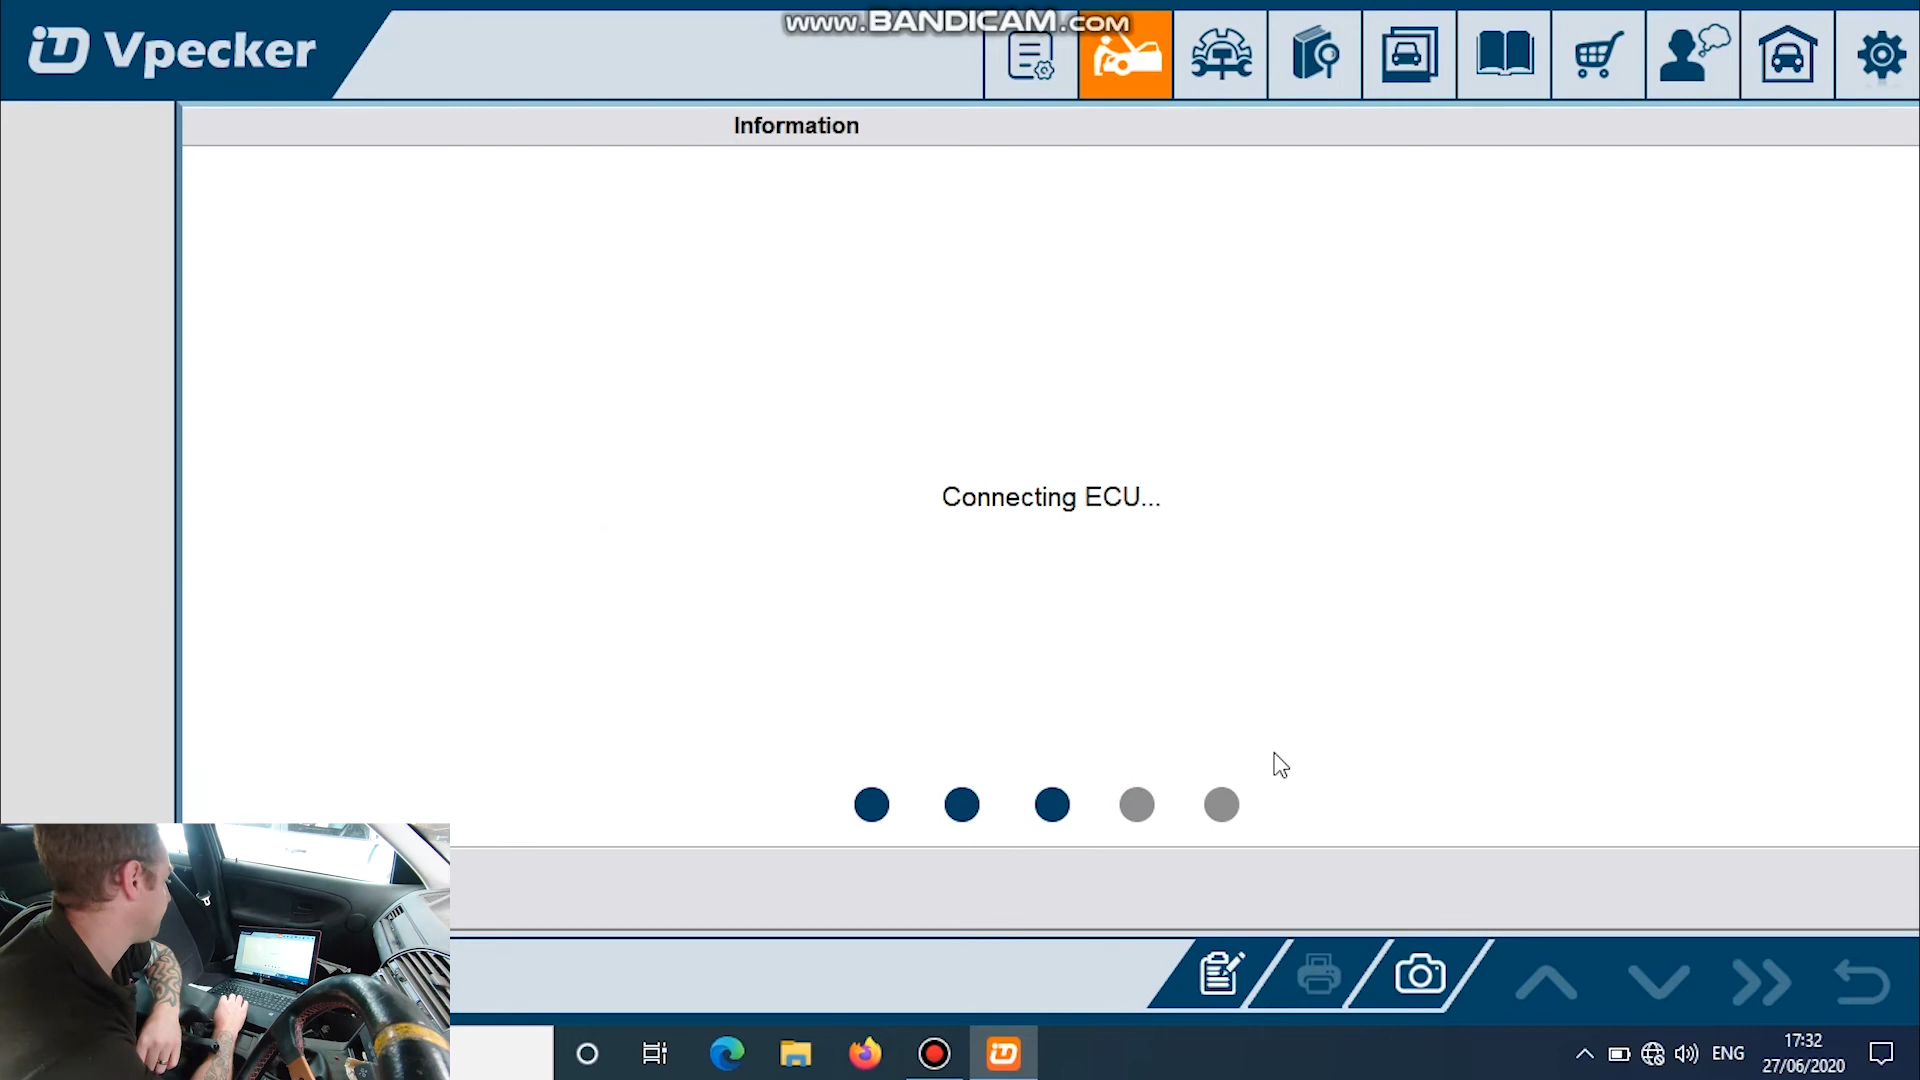 www.BANDICAM.com
Vpecker
Information
Connecting ECU...
ENG
17:32
27/06/2020